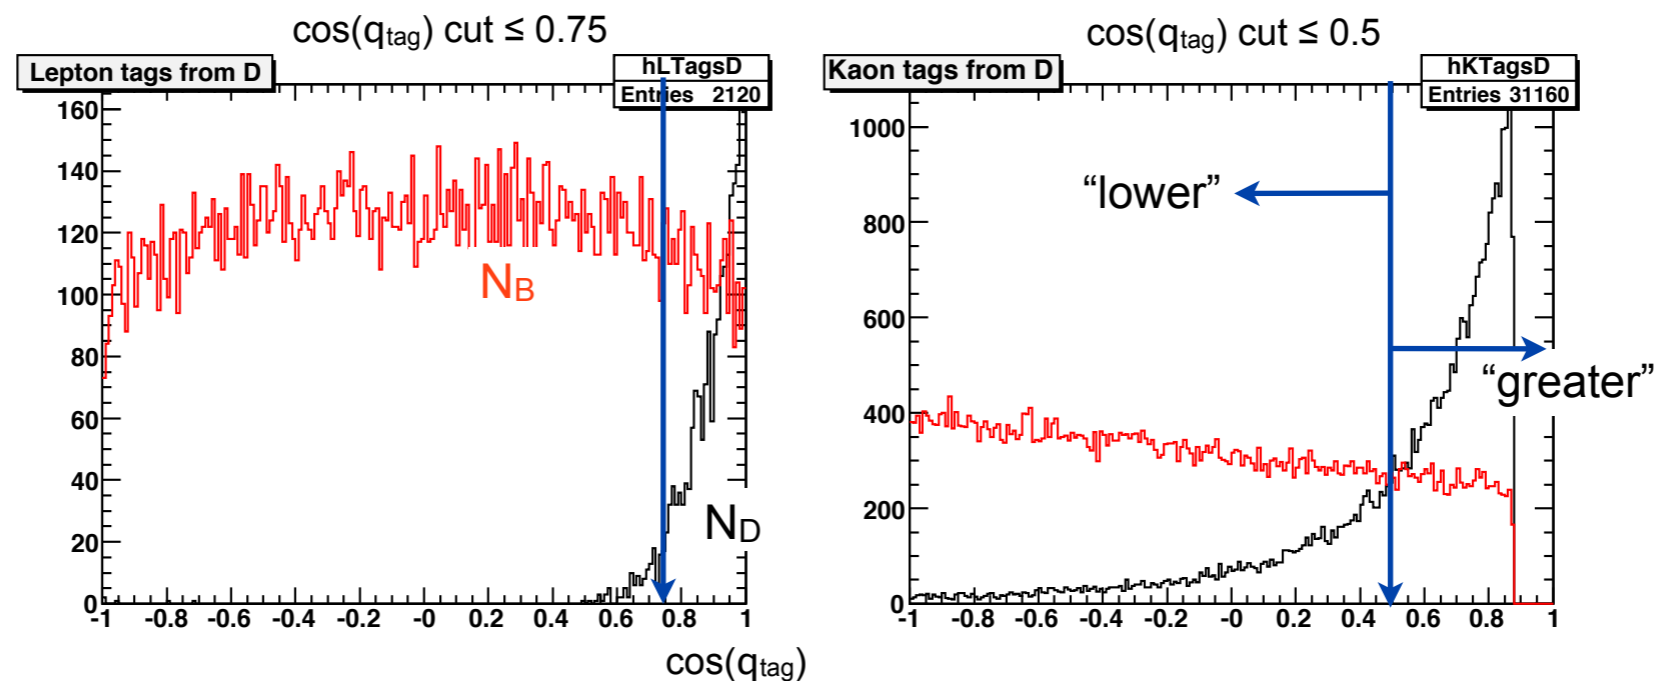 cos(qtag) cut ≤ 0.75
Lepton tags from D
hLTagsD
Entries 2120
160
140
120
100
80
60
40
20
0
NB
ND
-1 -0.8 -0.6 -0.4 -0.2 -0 0.2 0.4 0.6 0.8 1
cos(qtag)
cos(qtag) cut ≤ 0.5
Kaon tags from D
hKTagsD
Entries 31160
1000
800
600
400
200
0
“lower”
“greater”
-1 -0.8 -0.6 -0.4 -0.2 -0 0.2 0.4 0.6 0.8 1